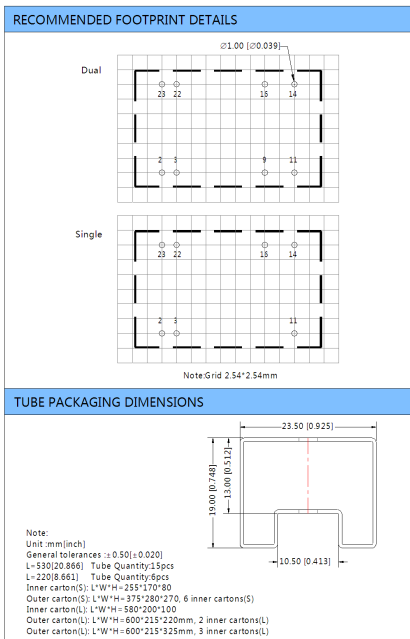 RECOMMENDED FOOTPRINT DETAILS
Ø1.00 [Ø0.039]
Dual
23 22 16 14
2 3 9 11
Single
23 22 16 14
2 3 11
Note:Grid 2.54*2.54mm
TUBE PACKAGING DIMENSIONS
23.50 [0.925]
19.00 [0.748]
13.00 [0.512]
10.50 [0.413]
Note:
Unit :mm[inch]
General tolerances :±0.50[±0.020]
L=530[20.866] Tube Quantity:15pcs
L=220[8.661] Tube Quantity:6pcs
Inner carton(S): L*W*H=255*170*80
Outer carton(S): L*W*H=375*280*270, 6 inner cartons(S)
Inner carton(L): L*W*H=580*200*100
Outer carton(L): L*W*H=600*215*220mm, 2 inner cartons(L)
Outer carton(L): L*W*H=600*215*325mm, 3 inner cartons(L)